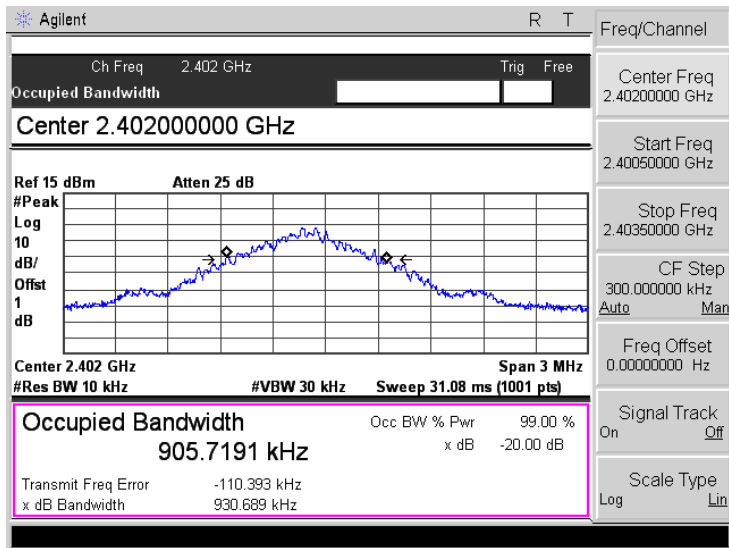 Agilent R T
Ch Freq 2.402 GHz Trig Free
Occupied Bandwidth
Center 2.402000000 GHz
Ref 15 dBm Atten 25 dB
#Peak
Log
10
dB/
Offst
1
dB
Center 2.402 GHz Span 3 MHz
#Res BW 10 kHz #VBW 30 kHz Sweep 31.08 ms (1001 pts)
Occupied Bandwidth Occ BW % Pwr 99.00 %
905.7191 kHz x dB -20.00 dB
Transmit Freq Error -110.393 kHz
x dB Bandwidth 930.689 kHz
Freq/Channel
Center Freq
2.40200000 GHz
Start Freq
2.40050000 GHz
Stop Freq
2.40350000 GHz
CF Step
300.000000 kHz
Auto Man
Freq Offset
0.00000000 Hz
Signal Track
On Off
Scale Type
Log Lin